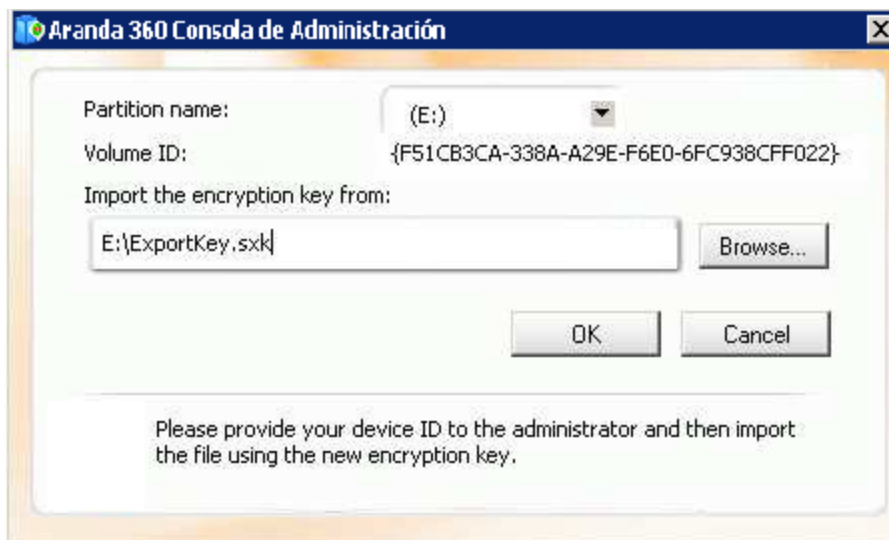 Aranda 360 Consola de Administración
Partition name: (E:)
Volume ID: {F51CB3CA-338A-A29E-F6E0-6FC938CFF022}
Import the encryption key from:
E:\ExportKey.sxk
Browse...
OK Cancel
Please provide your device ID to the administrator and then import
the file using the new encryption key.